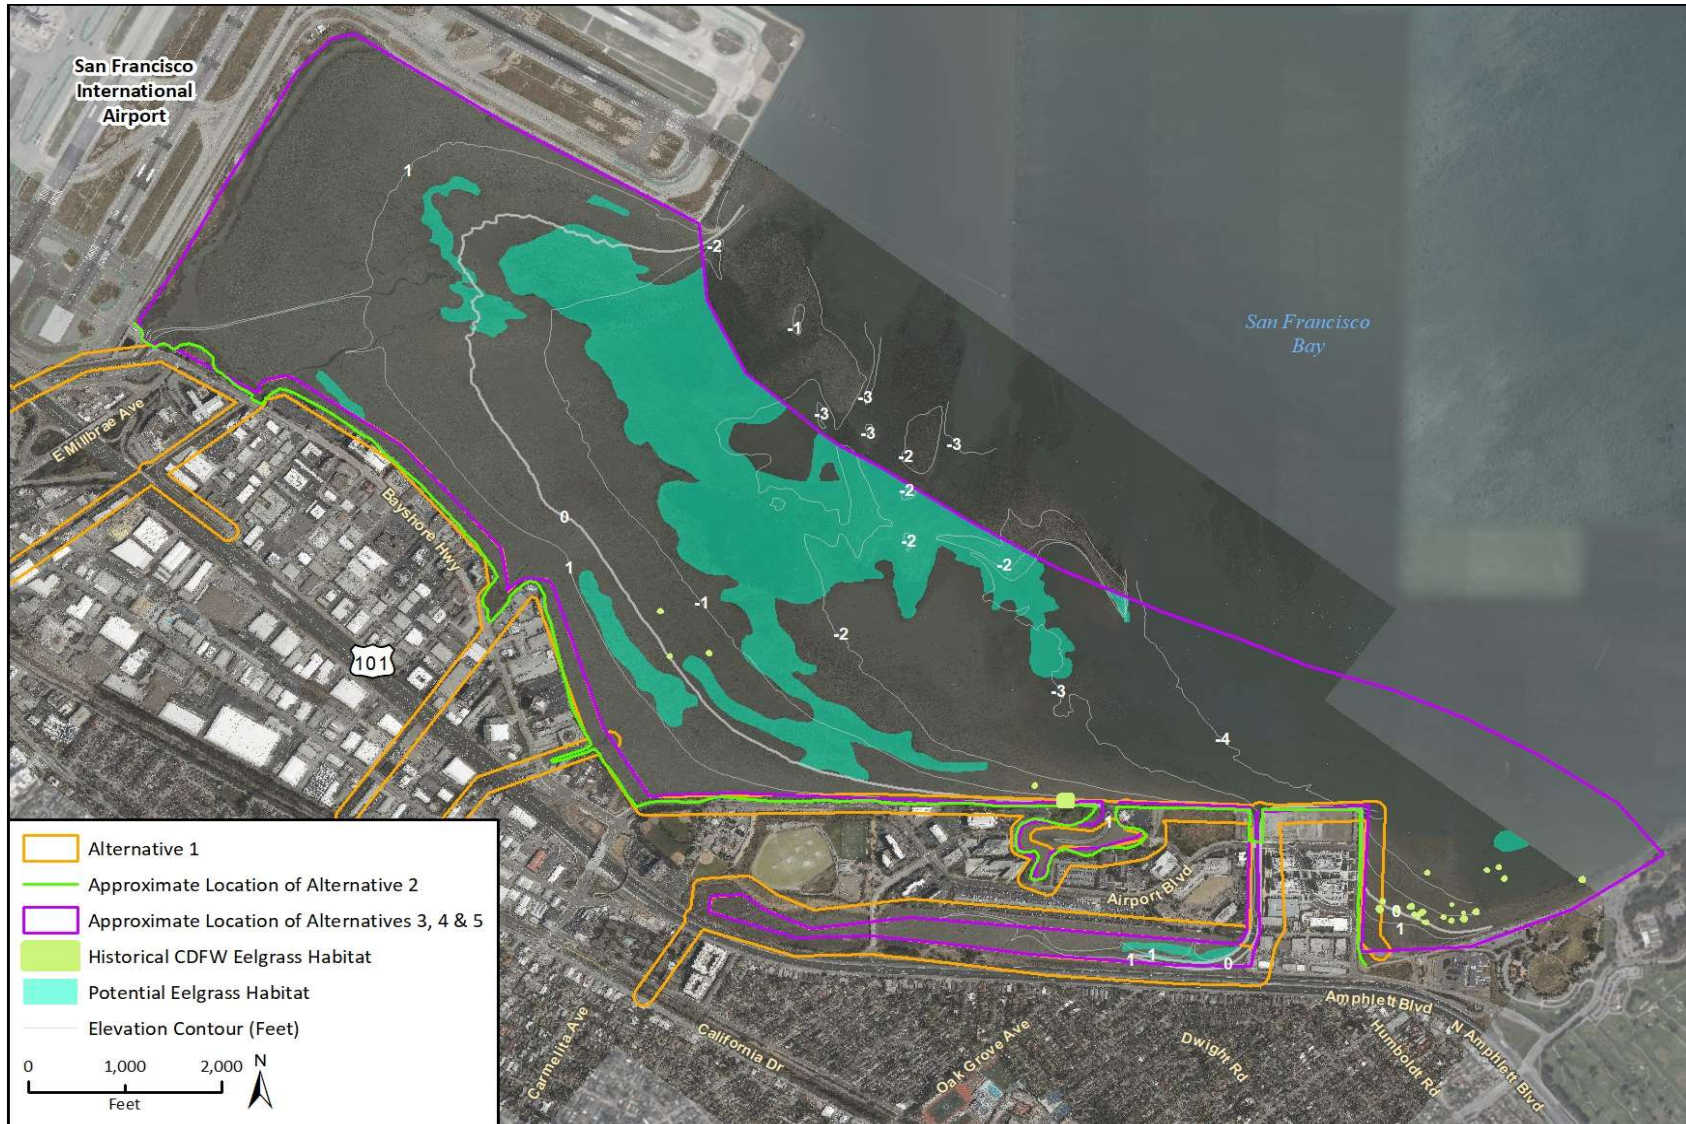 San Francisco
International
Airport
1
-2
-1
San Francisco
Bay
-3
-3
-3
-3
-2
-2
-2
-2
E Millbrae Ave
Bayshore Hwy
0
1
-1
-2
101
-3
-4
1
Airport Blvd
0
1
1
1
0
Amphlett Blvd
N Amphlett Blvd
Humboldt Rd
Dwight Rd
Oak Grove Ave
California Dr
Carmelita Ave
Alternative 1
Approximate Location of Alternative 2
Approximate Location of Alternatives 3, 4 & 5
Historical CDFW Eelgrass Habitat
Potential Eelgrass Habitat
Elevation Contour (Feet)
0 1,000 2,000 N
Feet